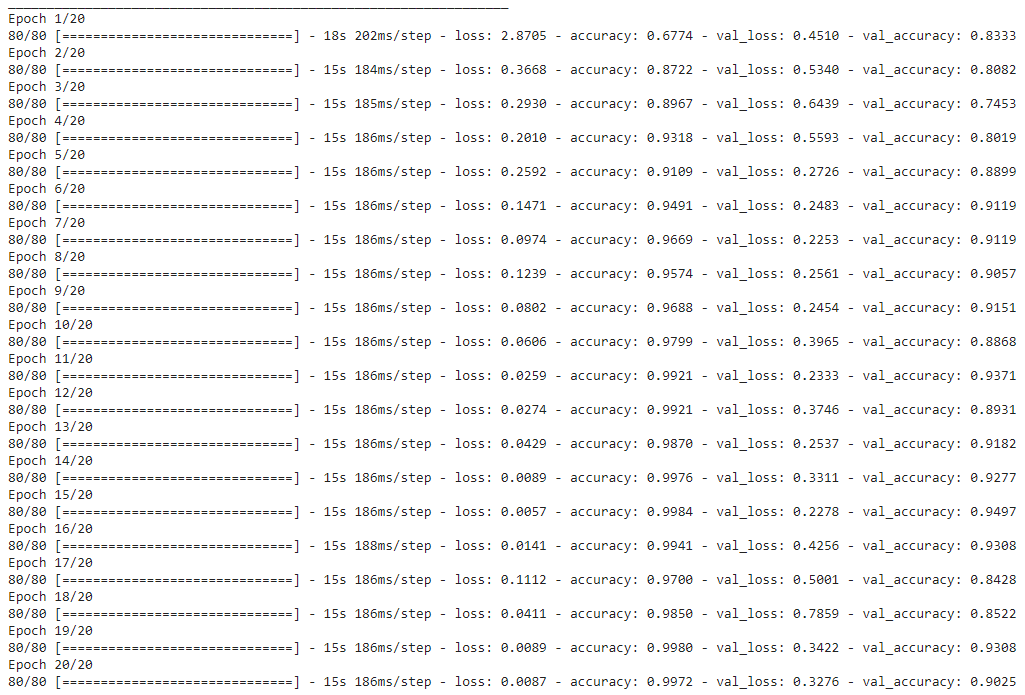 _________________________________________________________________
Epoch 1/20
80/80 [==============================] - 18s 202ms/step - loss: 2.8705 - accuracy: 0.6774 - val_loss: 0.4510 - val_accuracy: 0.8333
Epoch 2/20
80/80 [==============================] - 15s 184ms/step - loss: 0.3668 - accuracy: 0.8722 - val_loss: 0.5340 - val_accuracy: 0.8082
Epoch 3/20
80/80 [==============================] - 15s 185ms/step - loss: 0.2930 - accuracy: 0.8967 - val_loss: 0.6439 - val_accuracy: 0.7453
Epoch 4/20
80/80 [==============================] - 15s 186ms/step - loss: 0.2010 - accuracy: 0.9318 - val_loss: 0.5593 - val_accuracy: 0.8019
Epoch 5/20
80/80 [==============================] - 15s 186ms/step - loss: 0.2592 - accuracy: 0.9109 - val_loss: 0.2726 - val_accuracy: 0.8899
Epoch 6/20
80/80 [==============================] - 15s 186ms/step - loss: 0.1471 - accuracy: 0.9491 - val_loss: 0.2483 - val_accuracy: 0.9119
Epoch 7/20
80/80 [==============================] - 15s 186ms/step - loss: 0.0974 - accuracy: 0.9669 - val_loss: 0.2253 - val_accuracy: 0.9119
Epoch 8/20
80/80 [==============================] - 15s 186ms/step - loss: 0.1239 - accuracy: 0.9574 - val_loss: 0.2561 - val_accuracy: 0.9057
Epoch 9/20
80/80 [==============================] - 15s 186ms/step - loss: 0.0802 - accuracy: 0.9688 - val_loss: 0.2454 - val_accuracy: 0.9151
Epoch 10/20
80/80 [==============================] - 15s 186ms/step - loss: 0.0606 - accuracy: 0.9799 - val_loss: 0.3965 - val_accuracy: 0.8868
Epoch 11/20
80/80 [==============================] - 15s 186ms/step - loss: 0.0259 - accuracy: 0.9921 - val_loss: 0.2333 - val_accuracy: 0.9371
Epoch 12/20
80/80 [==============================] - 15s 186ms/step - loss: 0.0274 - accuracy: 0.9921 - val_loss: 0.3746 - val_accuracy: 0.8931
Epoch 13/20
80/80 [==============================] - 15s 186ms/step - loss: 0.0429 - accuracy: 0.9870 - val_loss: 0.2537 - val_accuracy: 0.9182
Epoch 14/20
80/80 [==============================] - 15s 186ms/step - loss: 0.0089 - accuracy: 0.9976 - val_loss: 0.3311 - val_accuracy: 0.9277
Epoch 15/20
80/80 [==============================] - 15s 186ms/step - loss: 0.0057 - accuracy: 0.9984 - val_loss: 0.2278 - val_accuracy: 0.9497
Epoch 16/20
80/80 [==============================] - 15s 188ms/step - loss: 0.0141 - accuracy: 0.9941 - val_loss: 0.4256 - val_accuracy: 0.9308
Epoch 17/20
80/80 [==============================] - 15s 186ms/step - loss: 0.1112 - accuracy: 0.9700 - val_loss: 0.5001 - val_accuracy: 0.8428
Epoch 18/20
80/80 [==============================] - 15s 186ms/step - loss: 0.0411 - accuracy: 0.9850 - val_loss: 0.7859 - val_accuracy: 0.8522
Epoch 19/20
80/80 [==============================] - 15s 186ms/step - loss: 0.0089 - accuracy: 0.9980 - val_loss: 0.3422 - val_accuracy: 0.9308
Epoch 20/20
80/80 [==============================] - 15s 186ms/step - loss: 0.0087 - accuracy: 0.9972 - val_loss: 0.3276 - val_accuracy: 0.9025